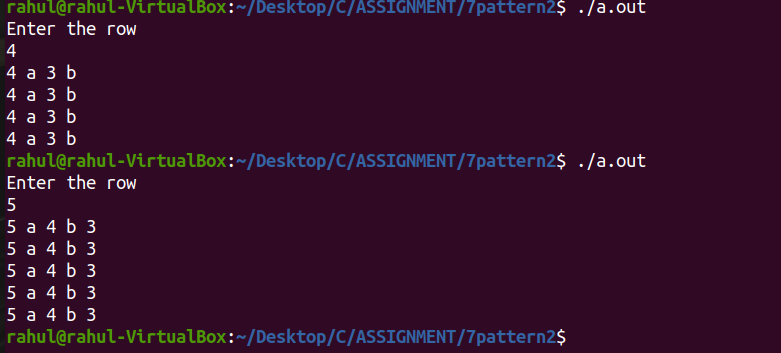 rahul@rahul-VirtualBox:~/Desktop/C/ASSIGNMENT/7pattern2$ ./a.out
Enter the row
4
4 a 3 b
4 a 3 b
4 a 3 b
4 a 3 b
rahul@rahul-VirtualBox:~/Desktop/C/ASSIGNMENT/7pattern2$ ./a.out
Enter the row
5
5 a 4 b 3
5 a 4 b 3
5 a 4 b 3
5 a 4 b 3
5 a 4 b 3
rahul@rahul-VirtualBox:~/Desktop/C/ASSIGNMENT/7pattern2$